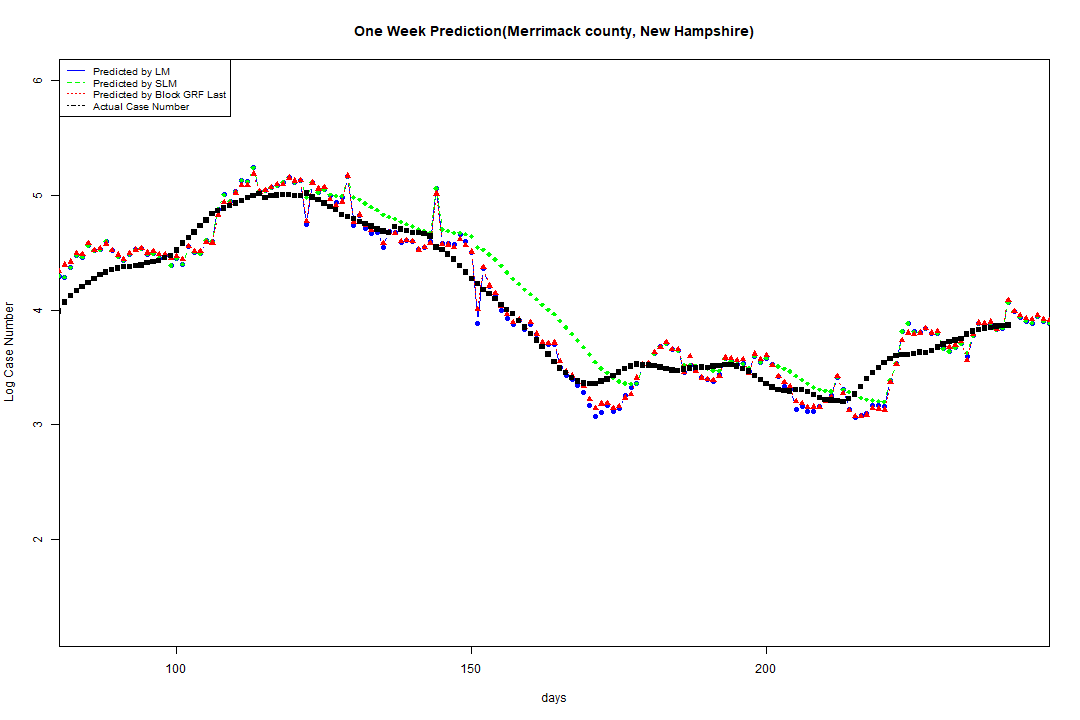 One Week Prediction(Merrimack county, New Hampshire)
Predicted by LM
Predicted by SLM
Predicted by Block GRF Last
Actual Case Number
6
5
4
3
2
Log Case Number
100 150 200
days